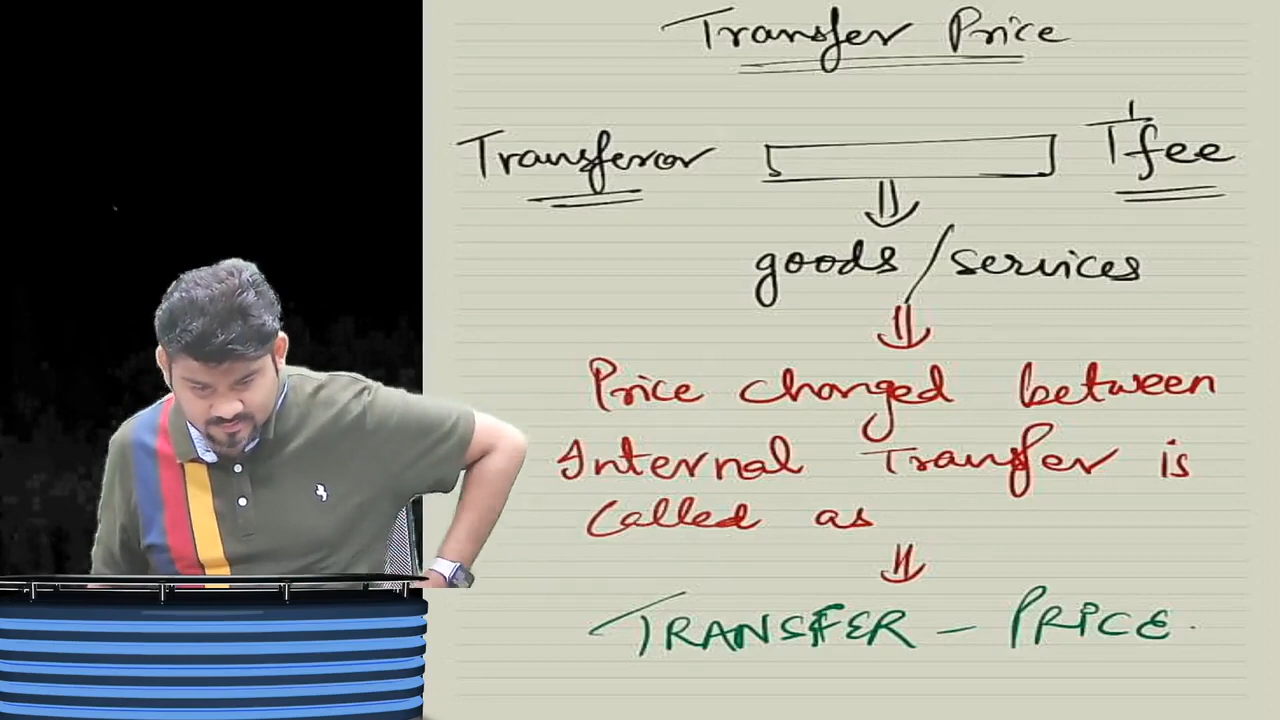 Transfer Price
Transferor Tfee
goods/services
Price charged between
Internal Transfer is
called as
TRANSFER - PRICE.